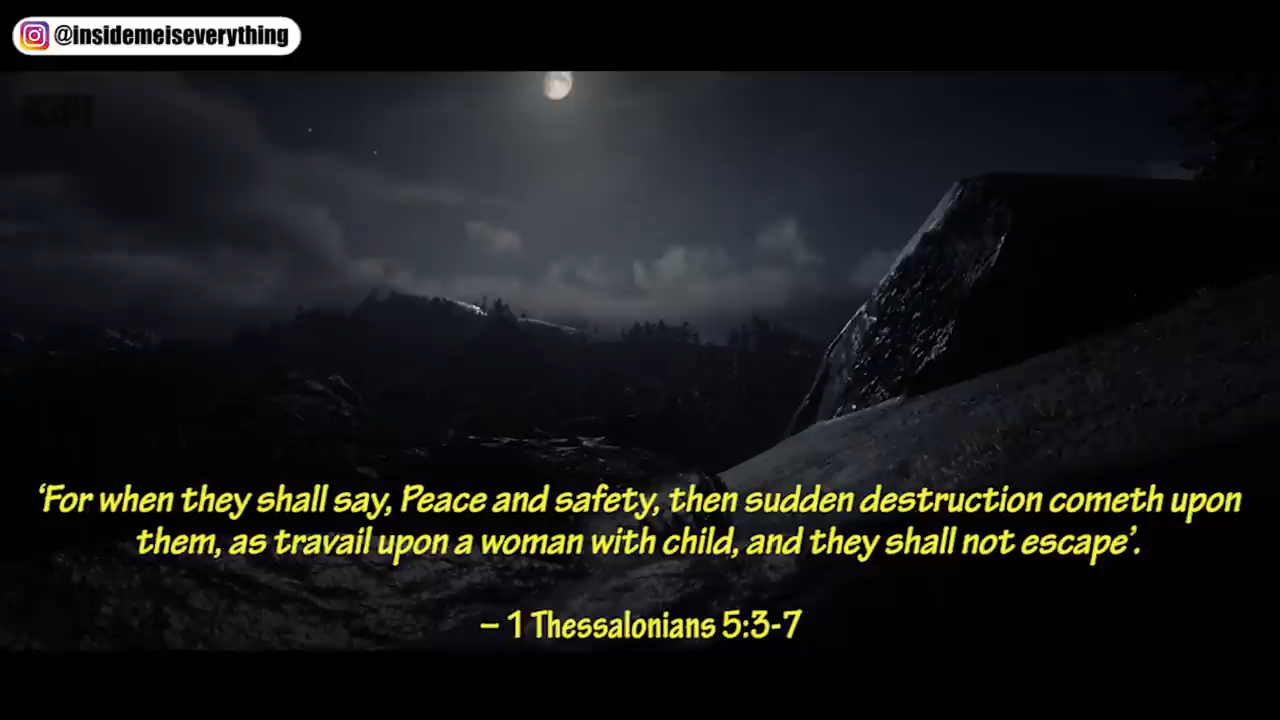 @insidemeiseverything
‘For when they shall say, Peace and safety, then sudden destruction cometh upon
them, as travail upon a woman with child, and they shall not escape’.
– 1 Thessalonians 5:3-7